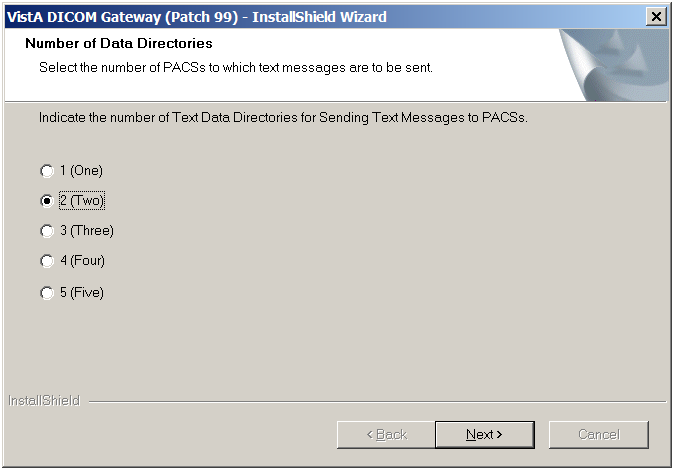 VistA DICOM Gateway (Patch 99) - InstallShield Wizard
Number of Data Directories
Select the number of PACSs to which text messages are to be sent.
Indicate the number of Text Data Directories for Sending Text Messages to PACSs.
1 (One)
2 (Two)
3 (Three)
4 (Four)
5 (Five)
InstallShield
< Back Next > Cancel